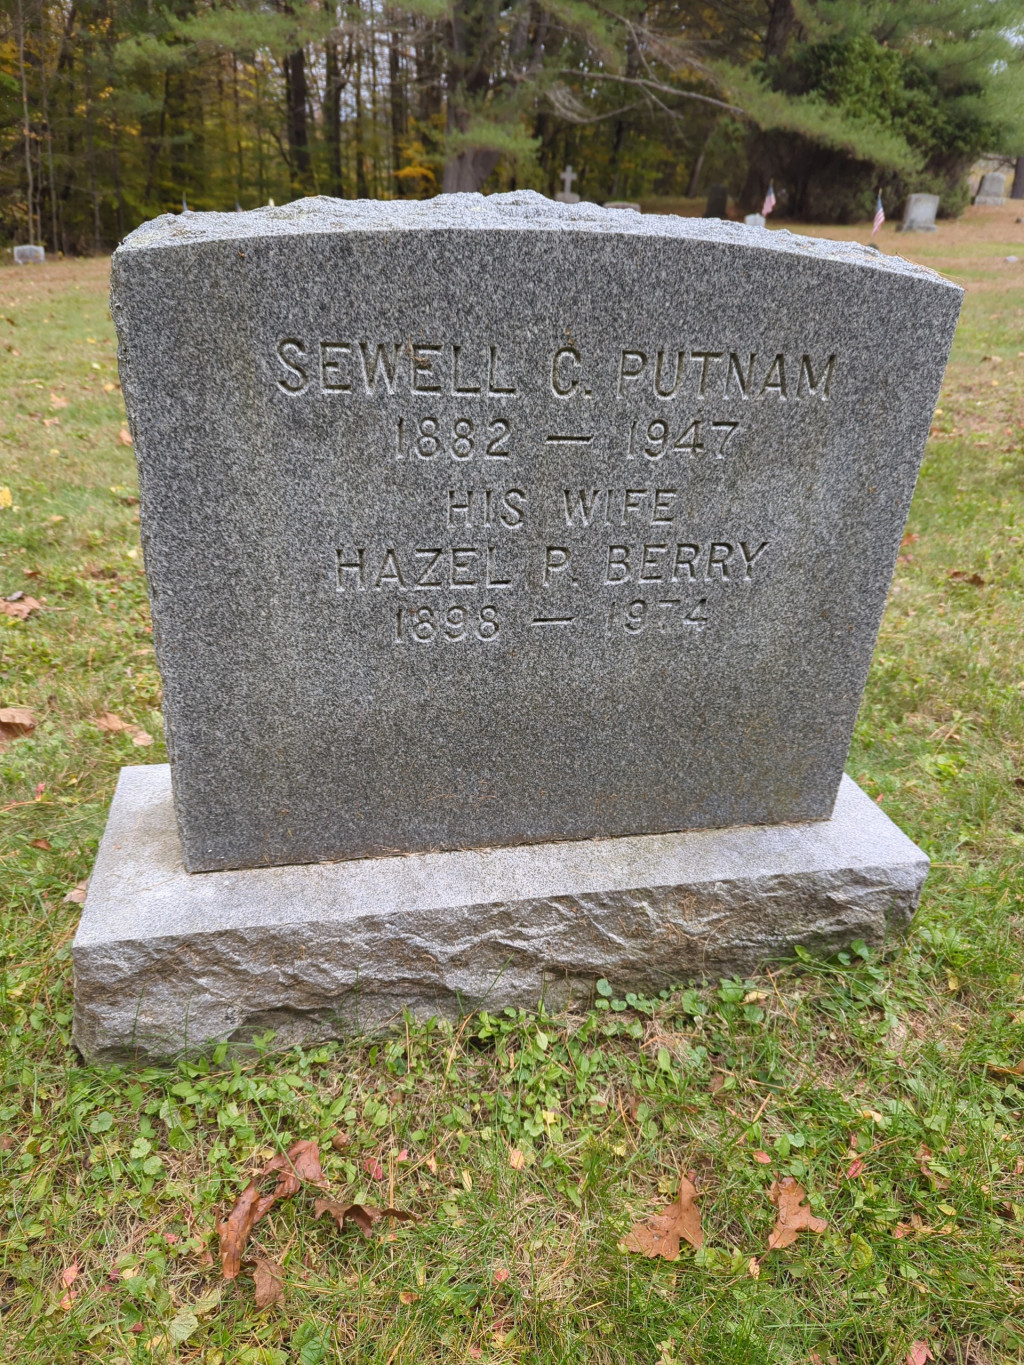 SEWELL C. PUTNAM
1882 — 1947
HIS WIFE
HAZEL P. BERRY
1898 — 1974